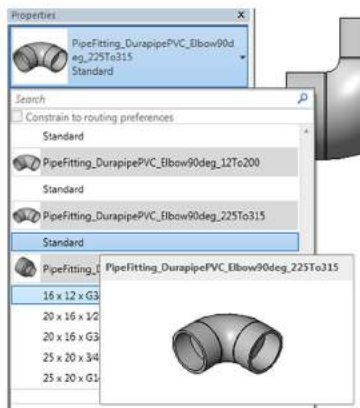 Properties X
PipeFitting_DurapipePVC_Elbow90d
eg_225To315
Standard
Search
Constrain to routing preferences
Standard
PipeFitting_DurapipePVC_Elbow90deg_12To200
Standard
PipeFitting_DurapipePVC_Elbow90deg_225To315
Standard
PipeFitting_
PipeFitting_DurapipePVC_Elbow90deg_225To315
16 x 12 x G3
20 x 16 x 1/2
20 x 16 x G3
25 x 20 x 3/4
25 x 20 x G1